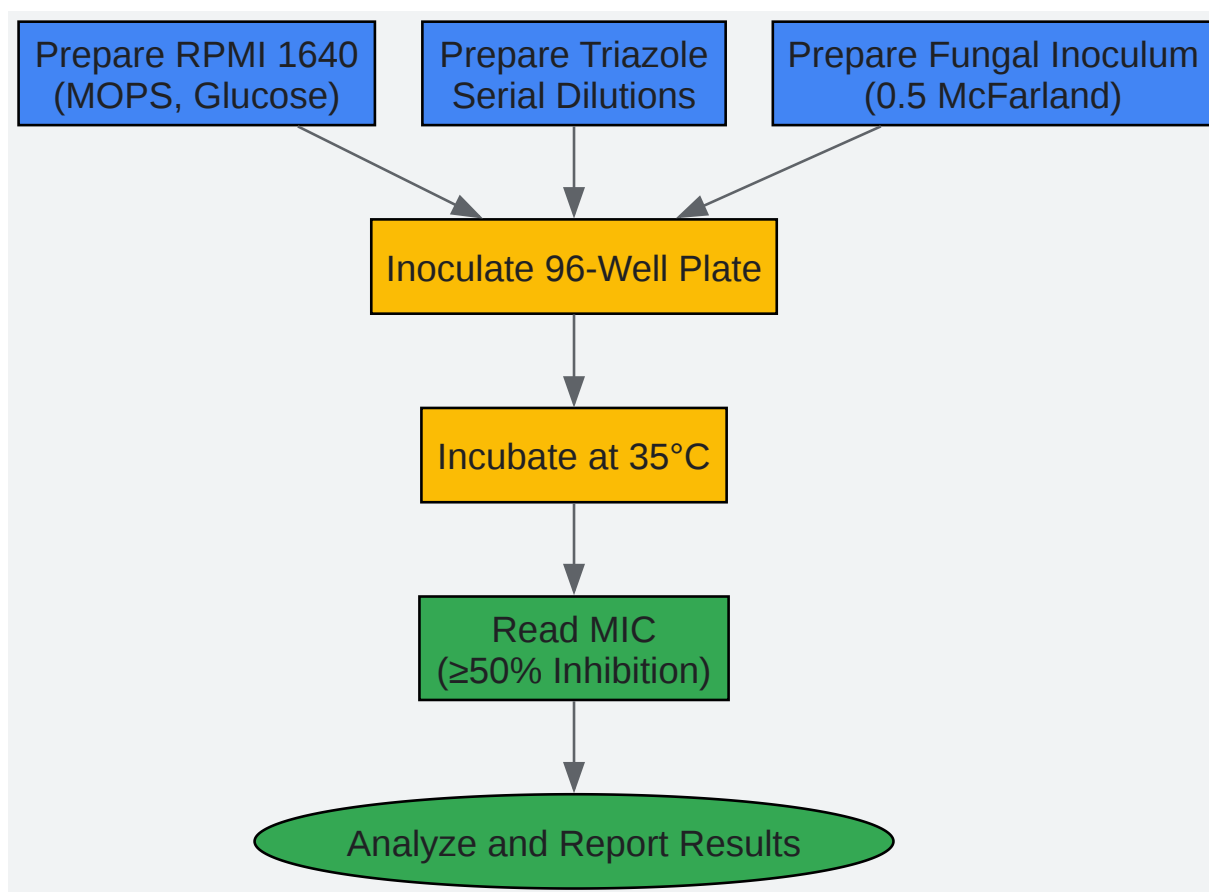 Prepare RPMI 1640
(MOPS, Glucose)
Prepare Triazole
Serial Dilutions
Prepare Fungal Inoculum
(0.5 McFarland)
Inoculate 96-Well Plate
Incubate at 35°C
Read MIC
(≥50% Inhibition)
Analyze and Report Results